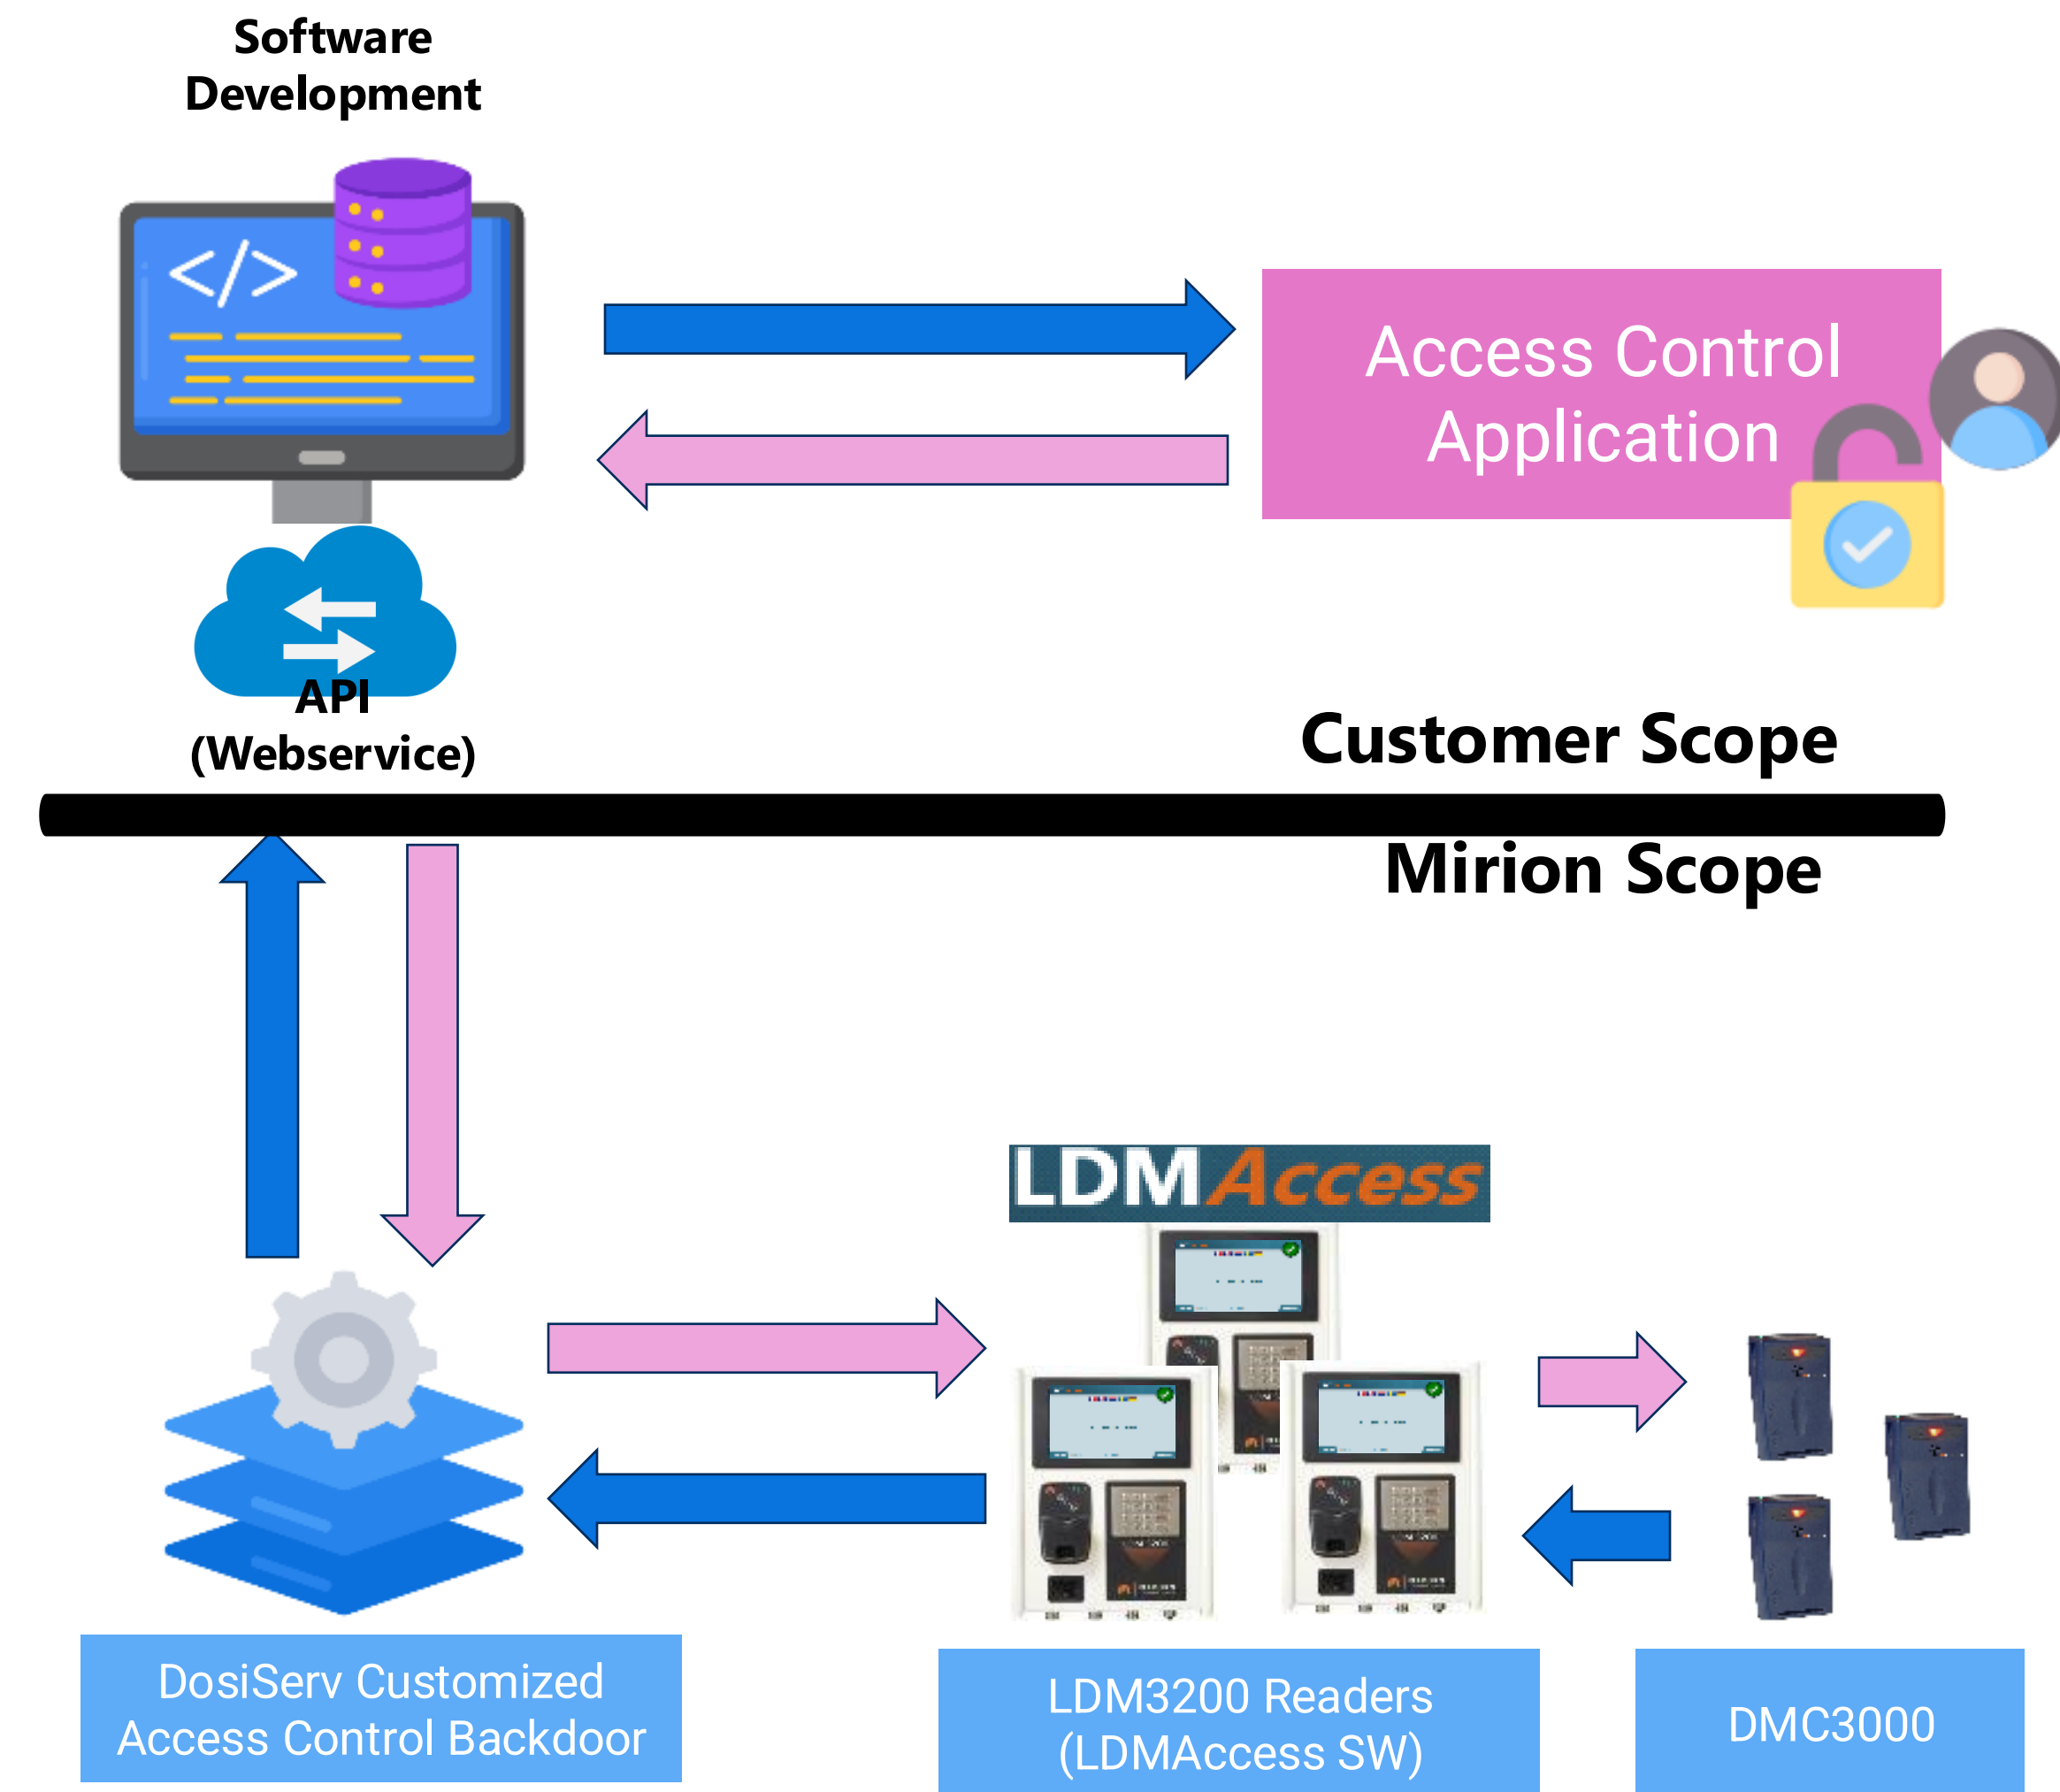 Software
Development
</>
Access Control
Application
API
(Webservice)
Customer Scope
Mirion Scope
LDMAccess
DosiServ Customized
Access Control Backdoor
LDM3200 Readers
(LDMAccess SW)
DMC3000